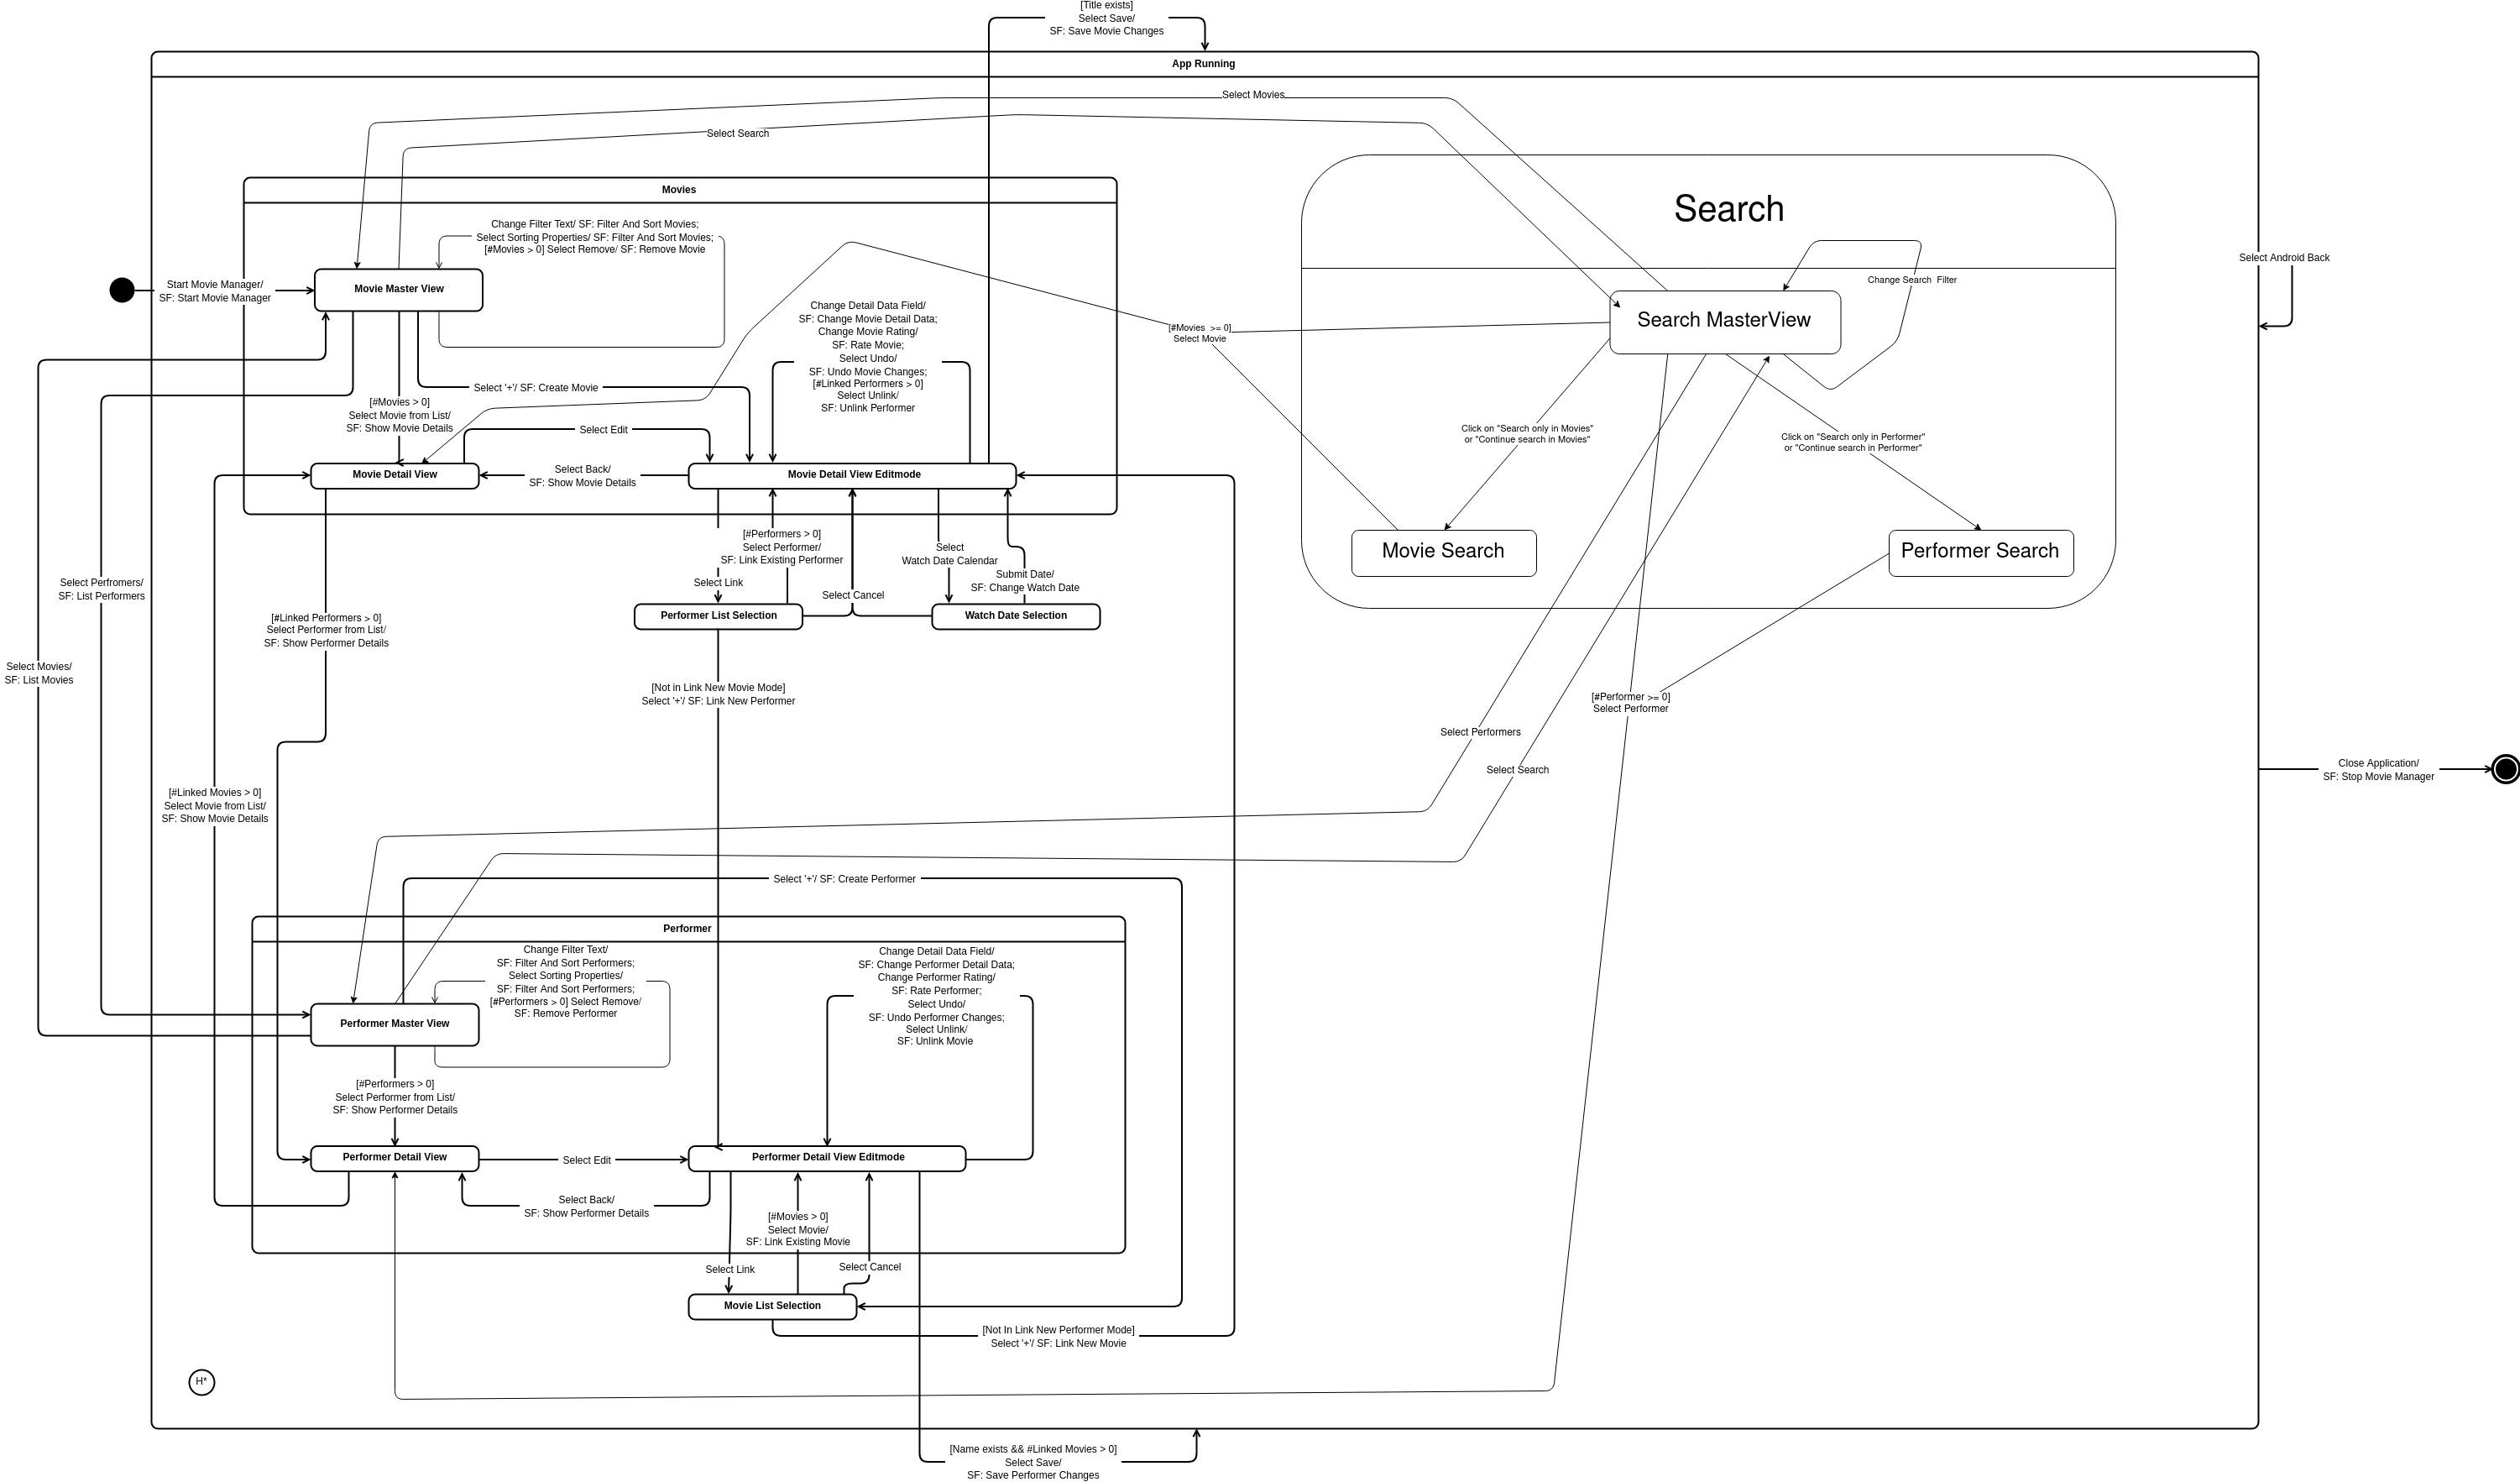 [Title exists]
Select Save/
SF: Save Movie Changes
App Running
Select Movies
Select Search
Movies
Search
Change Filter Text/ SF: Filter And Sort Movies;
Select Sorting Properties/ SF: Filter And Sort Movies;
[#Movies > 0] Select Remove/ SF: Remove Movie
Start Movie Manager/
SF: Start Movie Manager
Movie Master View
Change Detail Data Field/
SF: Change Movie Detail Data;
Change Movie Rating/
SF: Rate Movie;
Select Undo/
SF: Undo Movie Changes;
[#Linked Performers > 0]
Select Unlink/
SF: Unlink Performer
[#Movies >= 0]
Select Movie
Search MasterView
Change Search Filter
Select Android Back
Select '+'/ SF: Create Movie
[#Movies > 0]
Select Movie from List/
SF: Show Movie Details
Select Edit
Click on "Search only in Movies"
or "Continue search in Movies"
Click on "Search only in Performer"
or "Continue search in Performer"
Movie Detail View
Select Back/
SF: Show Movie Details
Movie Detail View Editmode
[#Performers > 0]
Select Performer/
SF: Link Existing Performer
Select Link
Select
Watch Date Calendar
Submit Date/
SF: Change Watch Date
Select Cancel
Movie Search
Performer Search
Select Perfromers/
SF: List Performers
Performer List Selection
Watch Date Selection
[#Linked Performers > 0]
Select Performer from List/
SF: Show Performer Details
Select Movies/
SF: List Movies
[Not in Link New Movie Mode]
Select '+'/ SF: Link New Performer
[#Performer >= 0]
Select Performer
Select Performers
Select Search
Close Application/
SF: Stop Movie Manager
[#Linked Movies > 0]
Select Movie from List/
SF: Show Movie Details
Select '+'/ SF: Create Performer
Performer
Change Filter Text/
SF: Filter And Sort Performers;
Select Sorting Properties/
SF: Filter And Sort Performers;
[#Performers > 0] Select Remove/
SF: Remove Performer
Change Detail Data Field/
SF: Change Performer Detail Data;
Change Performer Rating/
SF: Rate Performer;
Select Undo/
SF: Undo Performer Changes;
Select Unlink/
SF: Unlink Movie
Performer Master View
[#Performers > 0]
Select Performer from List/
SF: Show Performer Details
Performer Detail View
Select Edit
Performer Detail View Editmode
Select Back/
SF: Show Performer Details
[#Movies > 0]
Select Movie/
SF: Link Existing Movie
Select Link
Select Cancel
Movie List Selection
[Not In Link New Performer Mode]
Select '+'/ SF: Link New Movie
H*
[Name exists && #Linked Movies > 0]
Select Save/
SF: Save Performer Changes